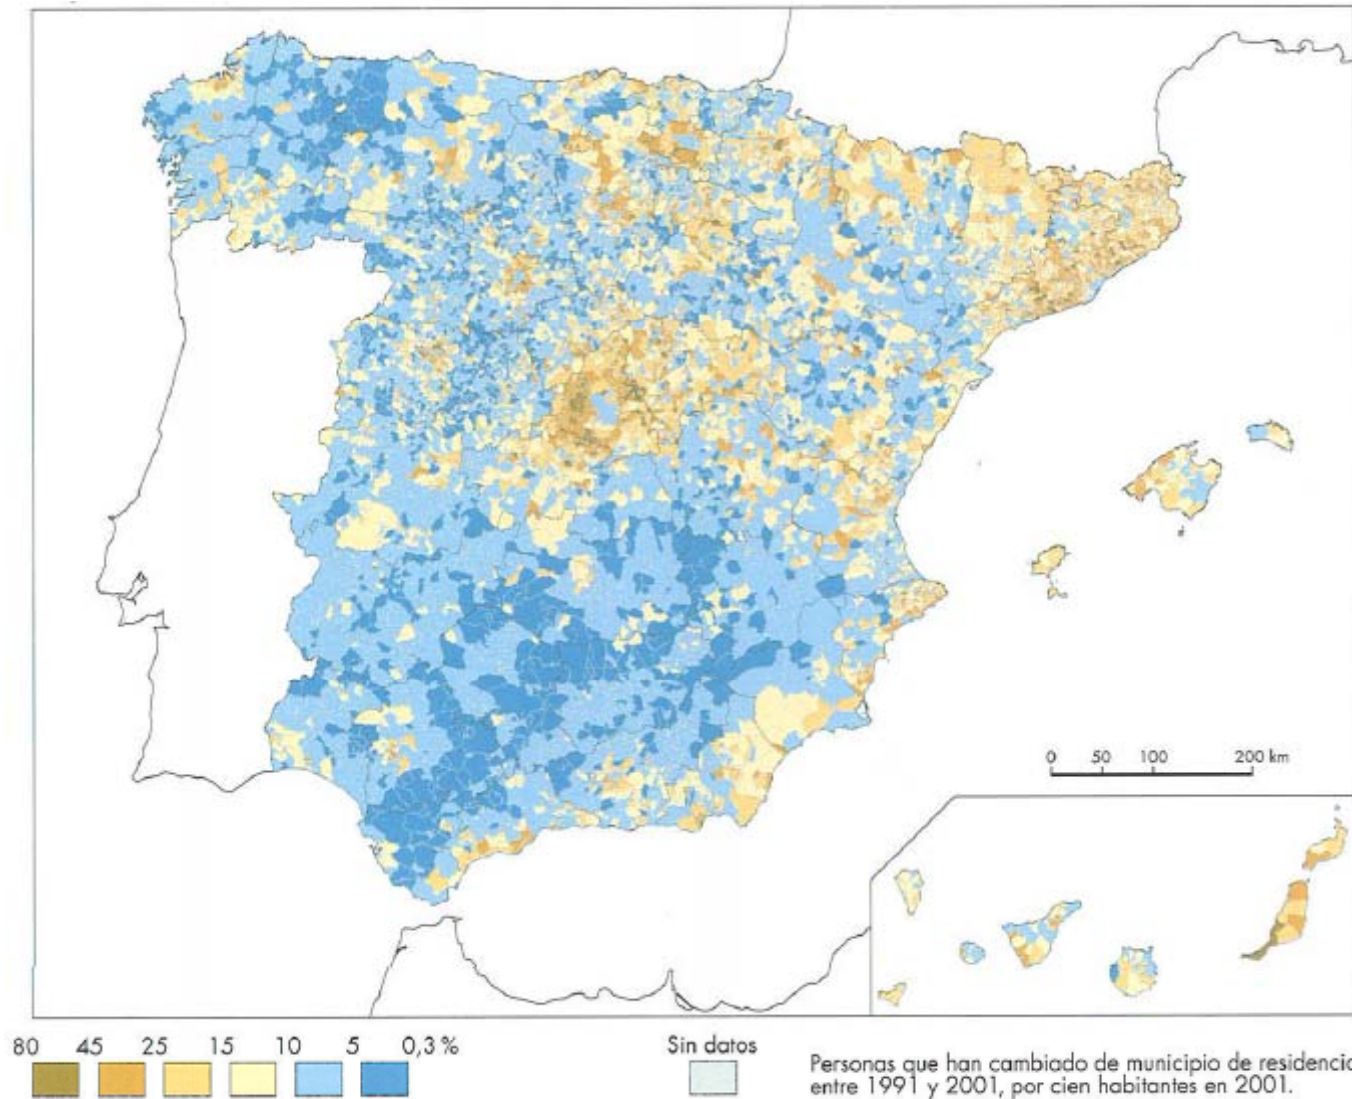 0 50 100 200 km
80 45 25 15 10 5 0,3 %
Sin datos
Personas que han cambiado de municipio de residencia
entre 1991 y 2001, por cien habitantes en 2001.